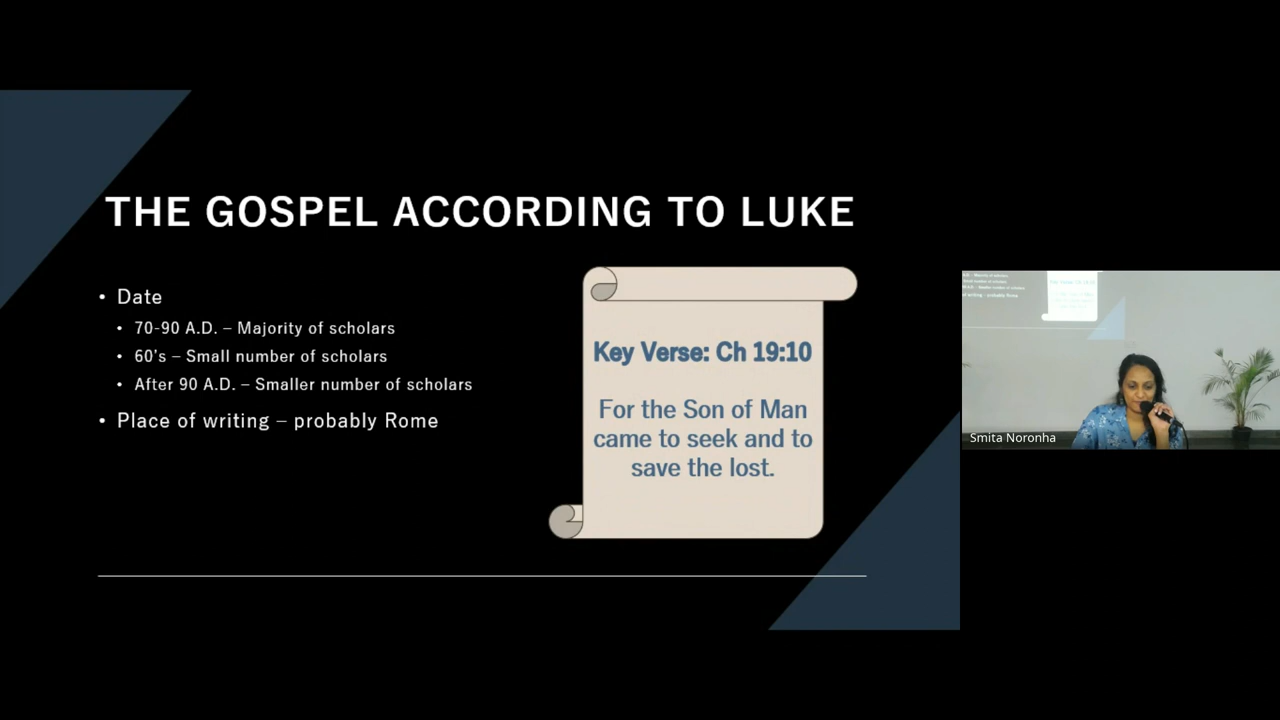 THE GOSPEL ACCORDING TO LUKE
• Date
• 70-90 A.D. – Majority of scholars
• 60's – Small number of scholars
• After 90 A.D. – Smaller number of scholars
• Place of writing – probably Rome
Key Verse: Ch 19:10
For the Son of Man
came to seek and to
save the lost.
Smita Noronha